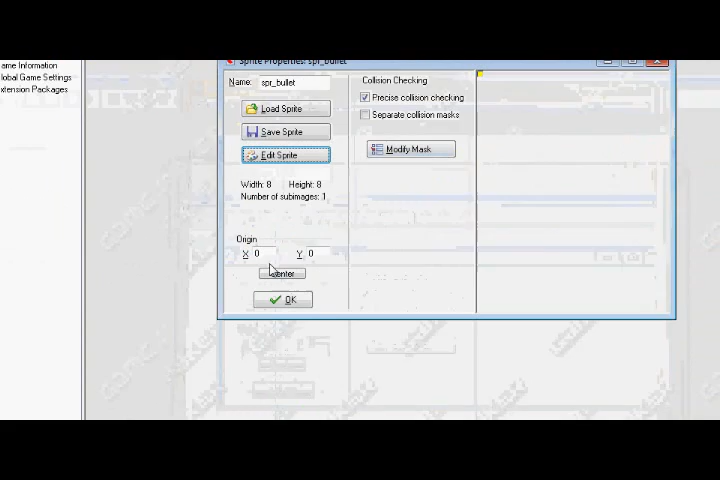 ame Information
lobal Game Settings
xtension Packages
Sprite Properties: spr_bullet
Name: spr_bullet
Load Sprite
Save Sprite
Edit Sprite
Width: 8 Height: 8
Number of subimages: 1
Origin
X 0 Y 0
Center
OK
Collision Checking
Precise collision checking
Separate collision masks
Modify Mask